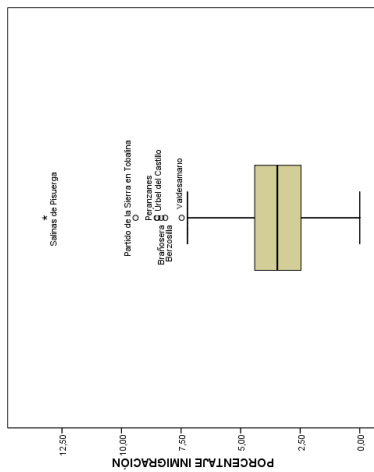 Salinas de Pisuerga
Partido de la Sierra en Tobalina
Peranzanes
Urbel del Castillo
Brañosera
Berzosilla
Valdesamario
12,50
10,00
7,50
5,00
2,50
0,00
PORCENTAJE INMIGRACIÓN